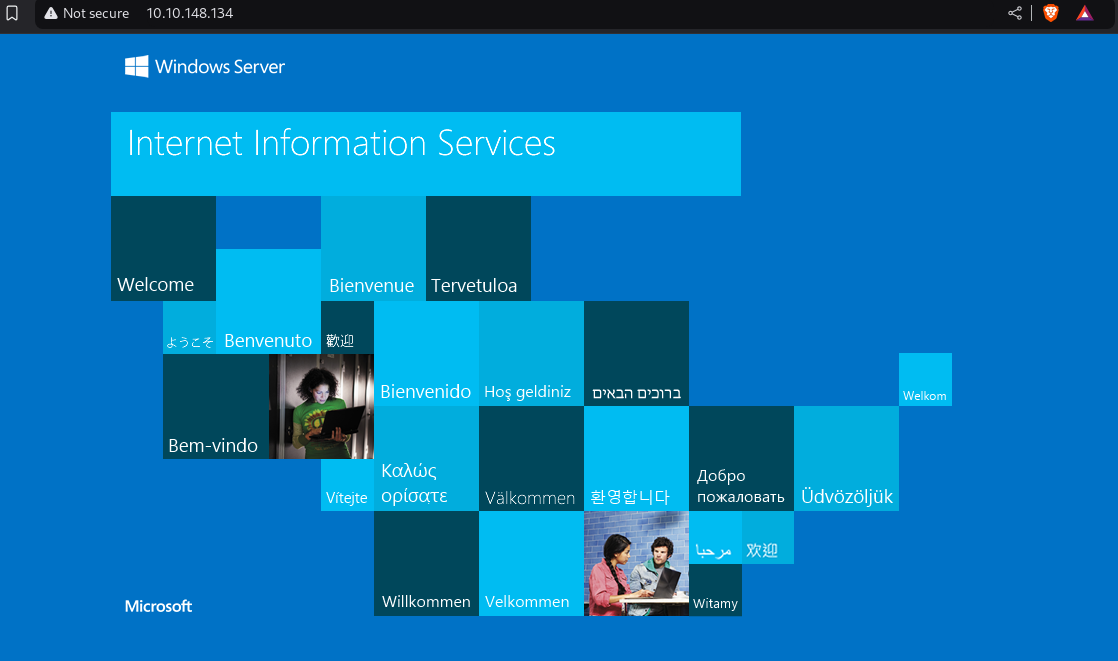 Not secure 10.10.148.134
Windows Server
Internet Information Services
Welcome
Bienvenue
Tervetuloa
ようこそ
Benvenuto
歡迎
Bienvenido
Hoş geldiniz
ברוכים הבאים
Welkom
Bem-vindo
Vítejte
Καλώς
ορίσατε
Välkommen
환영합니다
Добро
пожаловать
Üdvözöljük
مرحبا
欢迎
Willkommen
Velkommen
Witamy
Microsoft